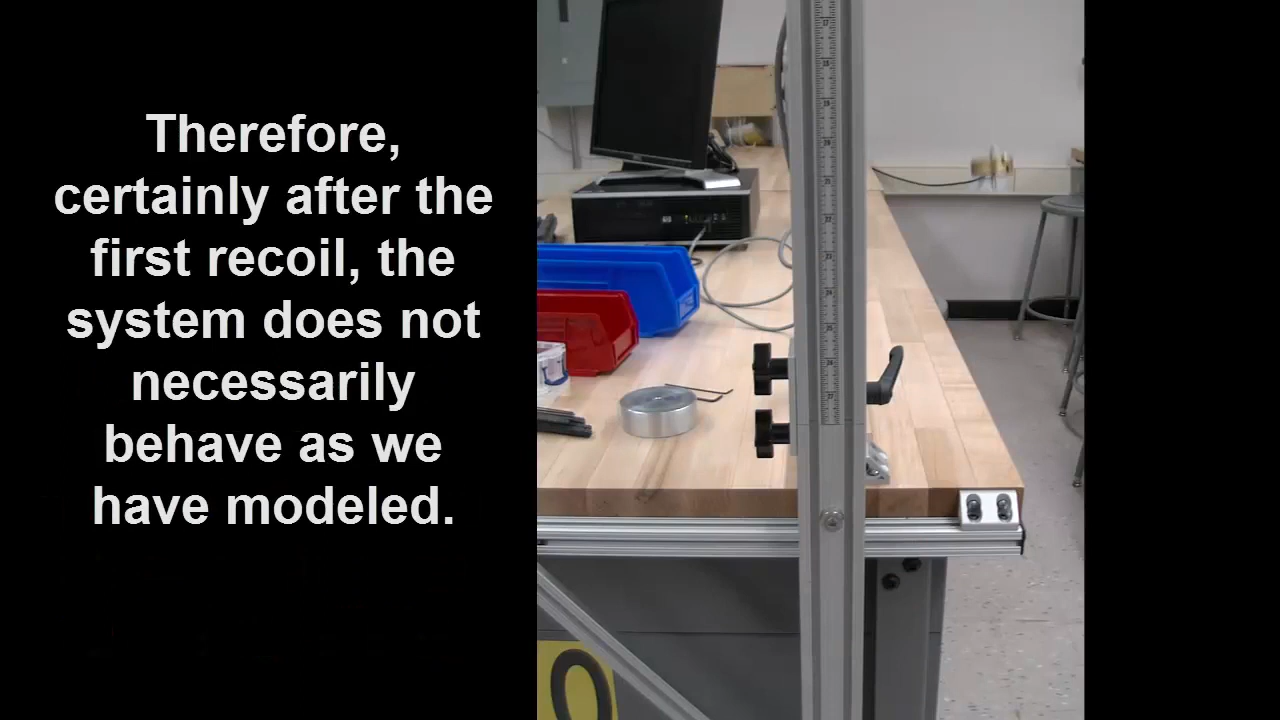 Therefore,
certainly after the
first recoil, the
system does not
necessarily
behave as we
have modeled.